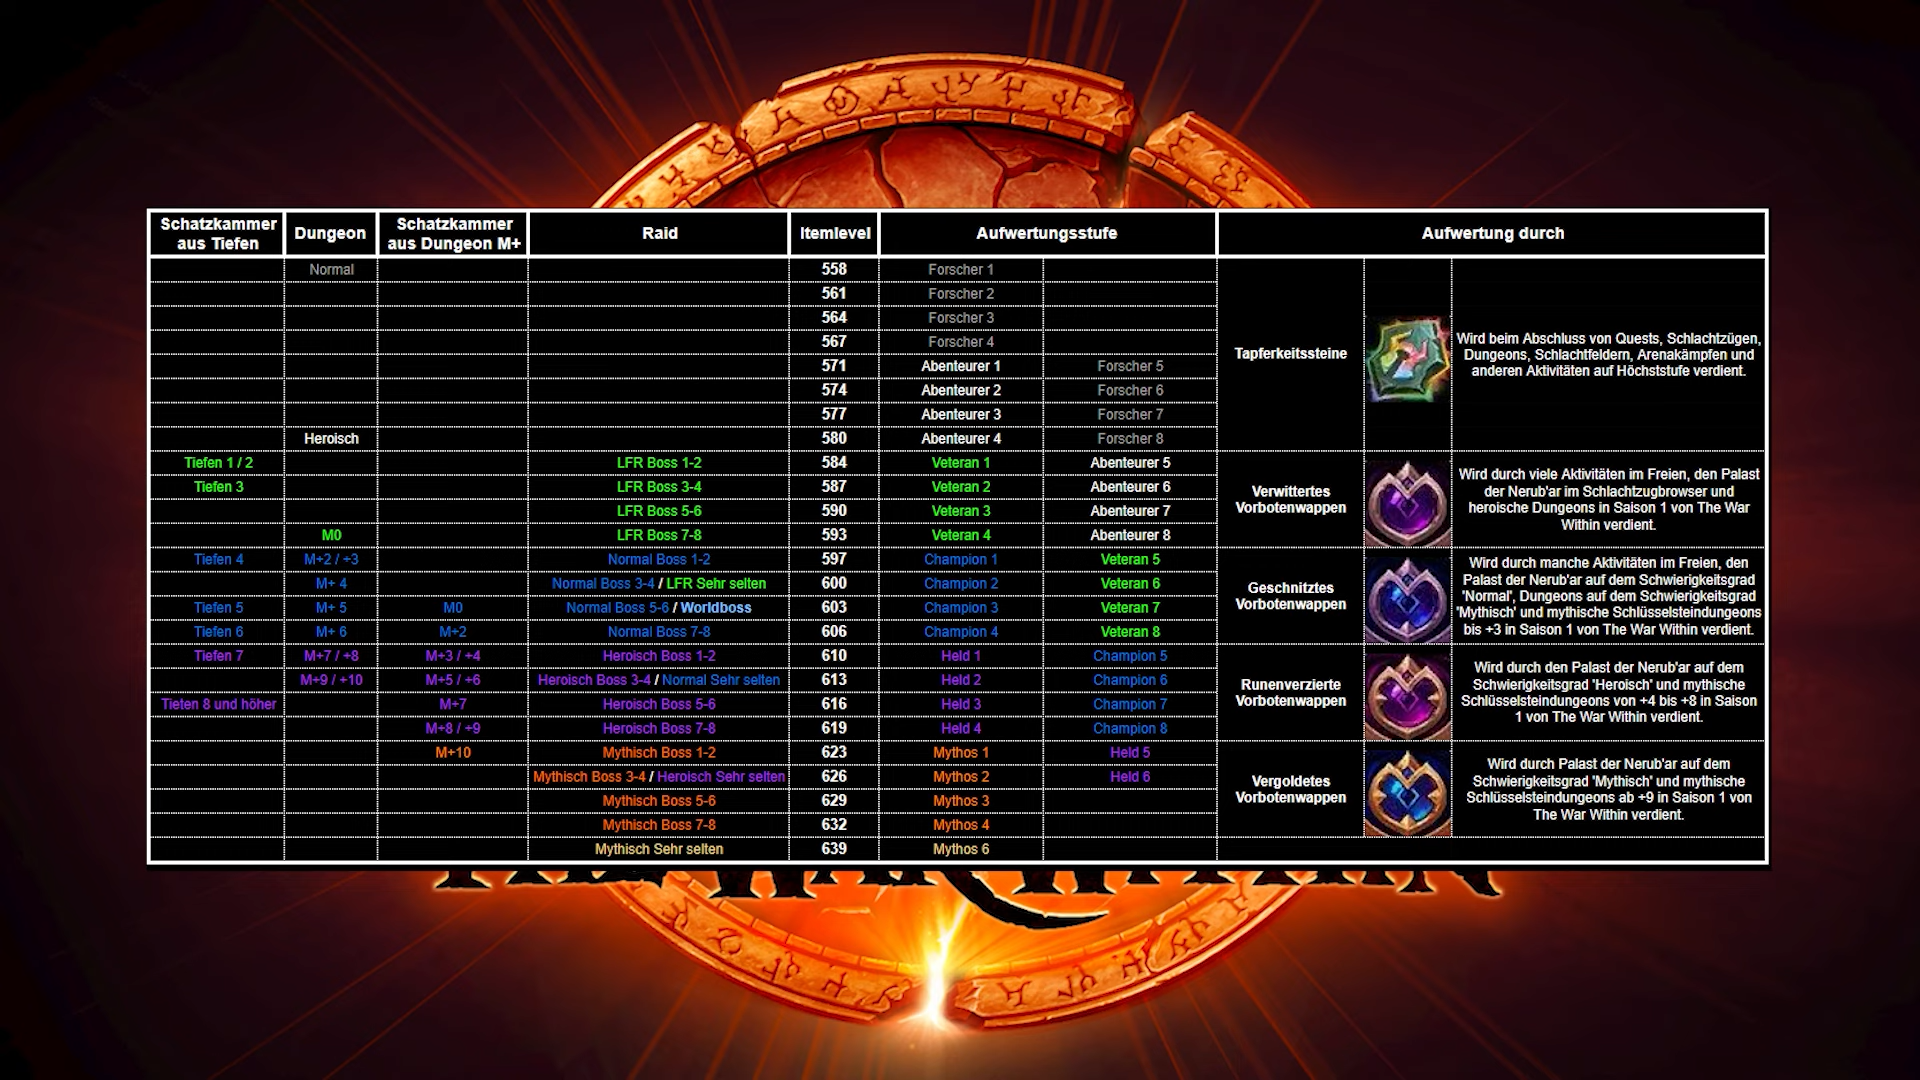 Schatzkammer aus Tiefen Dungeon Schatzkammer aus Dungeon M+ Raid Itemlevel Aufwertungsstufe Aufwertung durch
Normal 558 Forscher 1
561 Forscher 2
564 Forscher 3
567 Forscher 4
571 Abenteurer 1 Forscher 5
574 Abenteurer 2 Forscher 6
577 Abenteurer 3 Forscher 7
Heroisch 580 Abenteurer 4 Forscher 8
Tapferkeitssteine
Wird beim Abschluss von Quests, Schlachtzügen,
Dungeons, Schlachtfeldern, Arenakämpfen und
anderen Aktivitäten auf Höchststufe verdient.
Tiefen 1 / 2 LFR Boss 1-2 584 Veteran 1 Abenteurer 5
Tiefen 3 LFR Boss 3-4 587 Veteran 2 Abenteurer 6
LFR Boss 5-6 590 Veteran 3 Abenteurer 7
M0 LFR Boss 7-8 593 Veteran 4 Abenteurer 8
Verwittertes
Vorbotenwappen
Wird durch viele Aktivitäten im Freien, den Palast
der Nerub'ar im Schlachtzugbrowser und
heroische Dungeons in Saison 1 von The War
Within verdient.
Tiefen 4 M+2 / +3 Normal Boss 1-2 597 Champion 1 Veteran 5
M+ 4 Normal Boss 3-4 / LFR Sehr selten 600 Champion 2 Veteran 6
Tiefen 5 M+ 5 M0 Normal Boss 5-6 / Worldboss 603 Champion 3 Veteran 7
Tiefen 6 M+ 6 M+2 Normal Boss 7-8 606 Champion 4 Veteran 8
Geschnitztes
Vorbotenwappen
Wird durch manche Aktivitäten im Freien, den
Palast der Nerub'ar auf dem Schwierigkeitsgrad
'Normal', Dungeons auf dem Schwierigkeitsgrad
'Mythisch' und mythische Schlüsselsteindungeons
bis +3 in Saison 1 von The War Within verdient.
Tiefen 7 M+7 / +8 M+3 / +4 Heroisch Boss 1-2 610 Held 1 Champion 5
M+9 / +10 M+5 / +6 Heroisch Boss 3-4 / Normal Sehr selten 613 Held 2 Champion 6
Tieten 8 und höher M+7 Heroisch Boss 5-6 616 Held 3 Champion 7
M+8 / +9 Heroisch Boss 7-8 619 Held 4 Champion 8
Runenverzierte
Vorbotenwappen
Wird durch den Palast der Nerub'ar auf dem
Schwierigkeitsgrad 'Heroisch' und mythische
Schlüsselsteindungeons von +4 bis +8 in Saison
1 von The War Within verdient.
M+10 Mythisch Boss 1-2 623 Mythos 1 Held 5
Mythisch Boss 3-4 / Heroisch Sehr selten 626 Mythos 2 Held 6
Mythisch Boss 5-6 629 Mythos 3
Mythisch Boss 7-8 632 Mythos 4
Vergoldetes
Vorbotenwappen
Wird durch Palast der Nerub'ar auf dem
Schwierigkeitsgrad 'Mythisch' und mythische
Schlüsselsteindungeons ab +9 in Saison 1 von
The War Within verdient.
Mythisch Sehr selten 639 Mythos 6